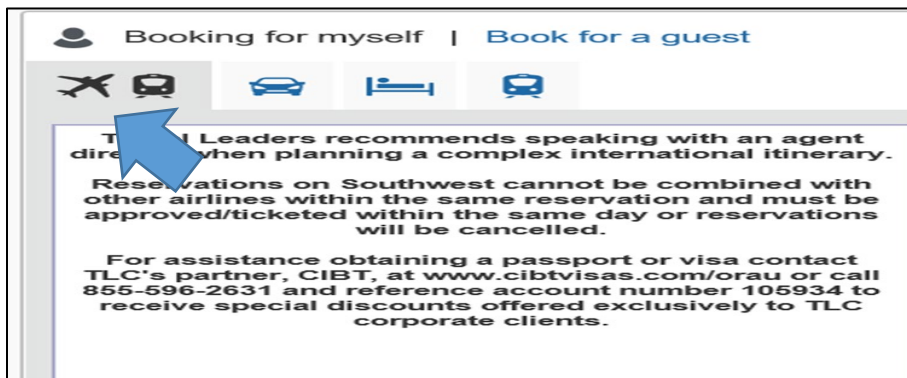 Booking for myself | Book for a guest
T l Leaders recommends speaking with an agent
dire when planning a complex international itinerary.
Reservations on Southwest cannot be combined with
other airlines within the same reservation and must be
approved/ticketed within the same day or reservations
will be cancelled.
For assistance obtaining a passport or visa contact
TLC's partner, CIBT, at www.cibtvisas.com/orau or call
855-596-2631 and reference account number 105934 to
receive special discounts offered exclusively to TLC
corporate clients.